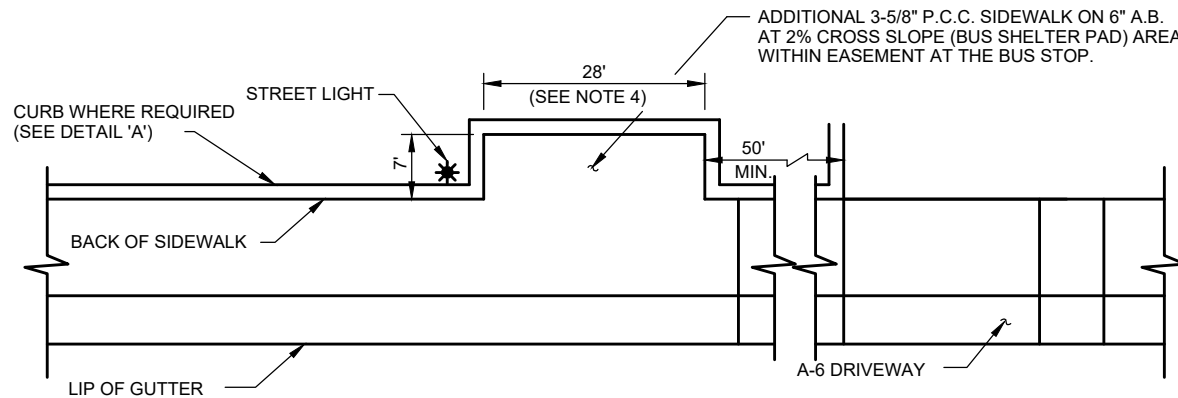 ADDITIONAL 3-5/8" P.C.C. SIDEWALK ON 6" A.B.
AT 2% CROSS SLOPE (BUS SHELTER PAD) AREA
WITHIN EASEMENT AT THE BUS STOP.
28'
(SEE NOTE 4)
STREET LIGHT
CURB WHERE REQUIRED
(SEE DETAIL 'A')
7'
50'
MIN.
BACK OF SIDEWALK
A-6 DRIVEWAY
LIP OF GUTTER